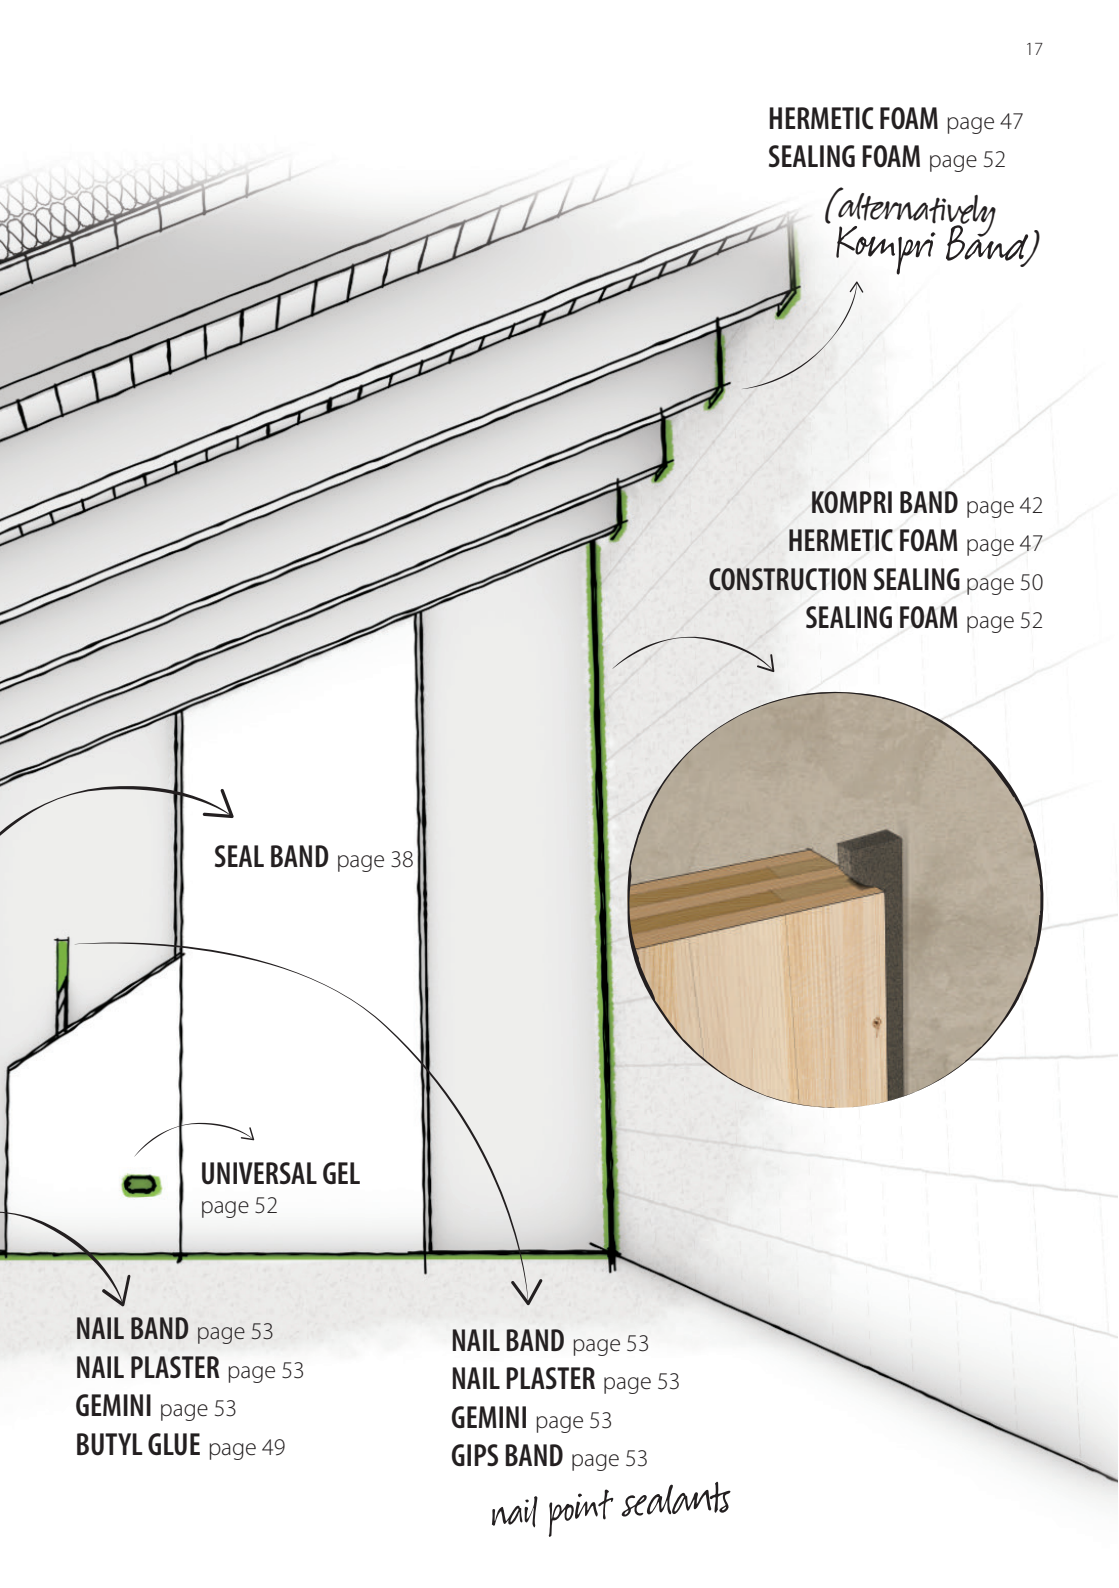 17
HERMETIC FOAM page 47
SEALING FOAM page 52
(alternatively
Kompri Band)
KOMPRI BAND page 42
HERMETIC FOAM page 47
CONSTRUCTION SEALING page 50
SEALING FOAM page 52
SEAL BAND page 38
UNIVERSAL GEL
page 52
NAIL BAND page 53
NAIL PLASTER page 53
GEMINI page 53
BUTYL GLUE page 49
NAIL BAND page 53
NAIL PLASTER page 53
GEMINI page 53
GIPS BAND page 53
nail point sealants